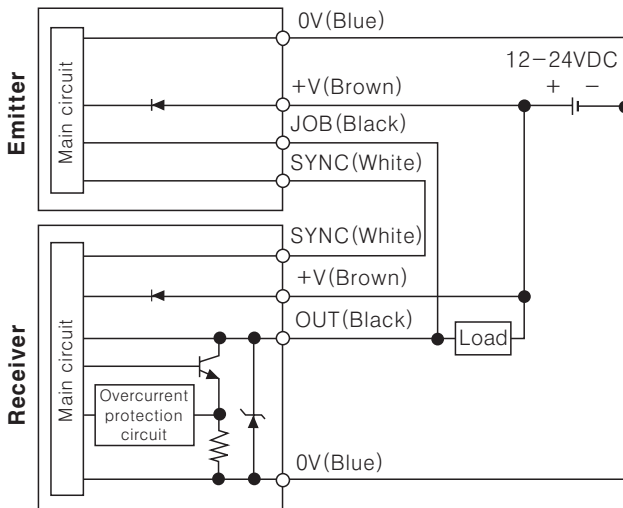 Emitter
Main circuit
0V(Blue)
12-24VDC
+ -
+V(Brown)
JOB(Black)
SYNC(White)
Receiver
Main circuit
SYNC(White)
+V(Brown)
OUT(Black)
Load
Overcurrent
protection
circuit
0V(Blue)